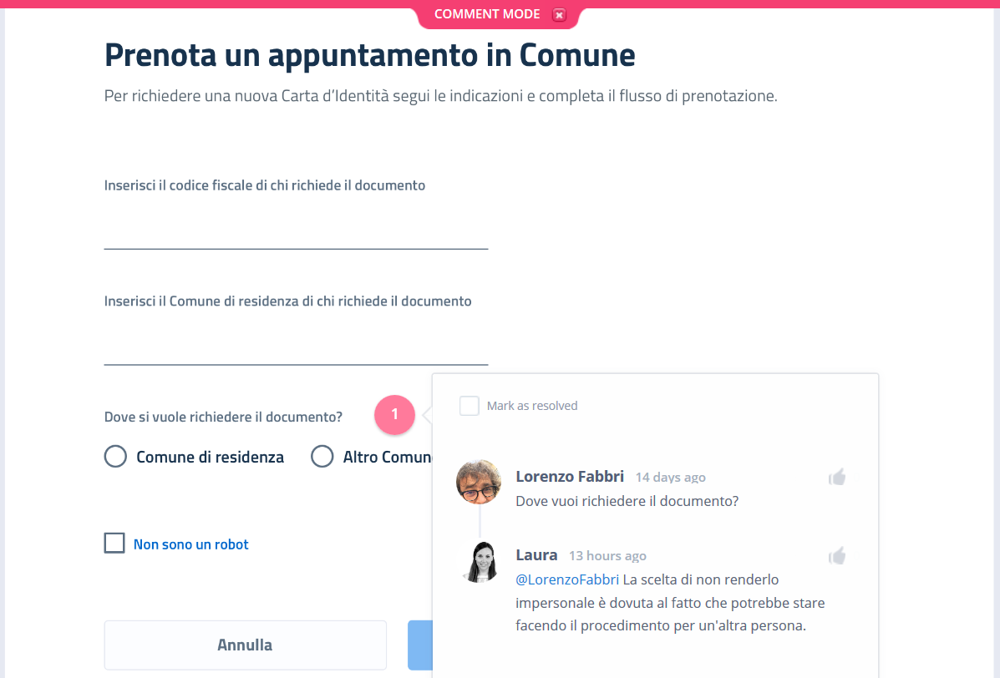 COMMENT MODE
Prenota un appuntamento in Comune
Per richiedere una nuova Carta d’Identità segui le indicazioni e completa il flusso di prenotazione.
Inserisci il codice fiscale di chi richiede il documento
Inserisci il Comune di residenza di chi richiede il documento
Dove si vuole richiedere il documento?
1
Comune di residenza
Altro Comun
Non sono un robot
Annulla
Mark as resolved
Lorenzo Fabbri 14 days ago
Dove vuoi richiedere il documento?
Laura 13 hours ago
@LorenzoFabbri La scelta di non renderlo
impersonale è dovuta al fatto che potrebbe stare
facendo il procedimento per un'altra persona.